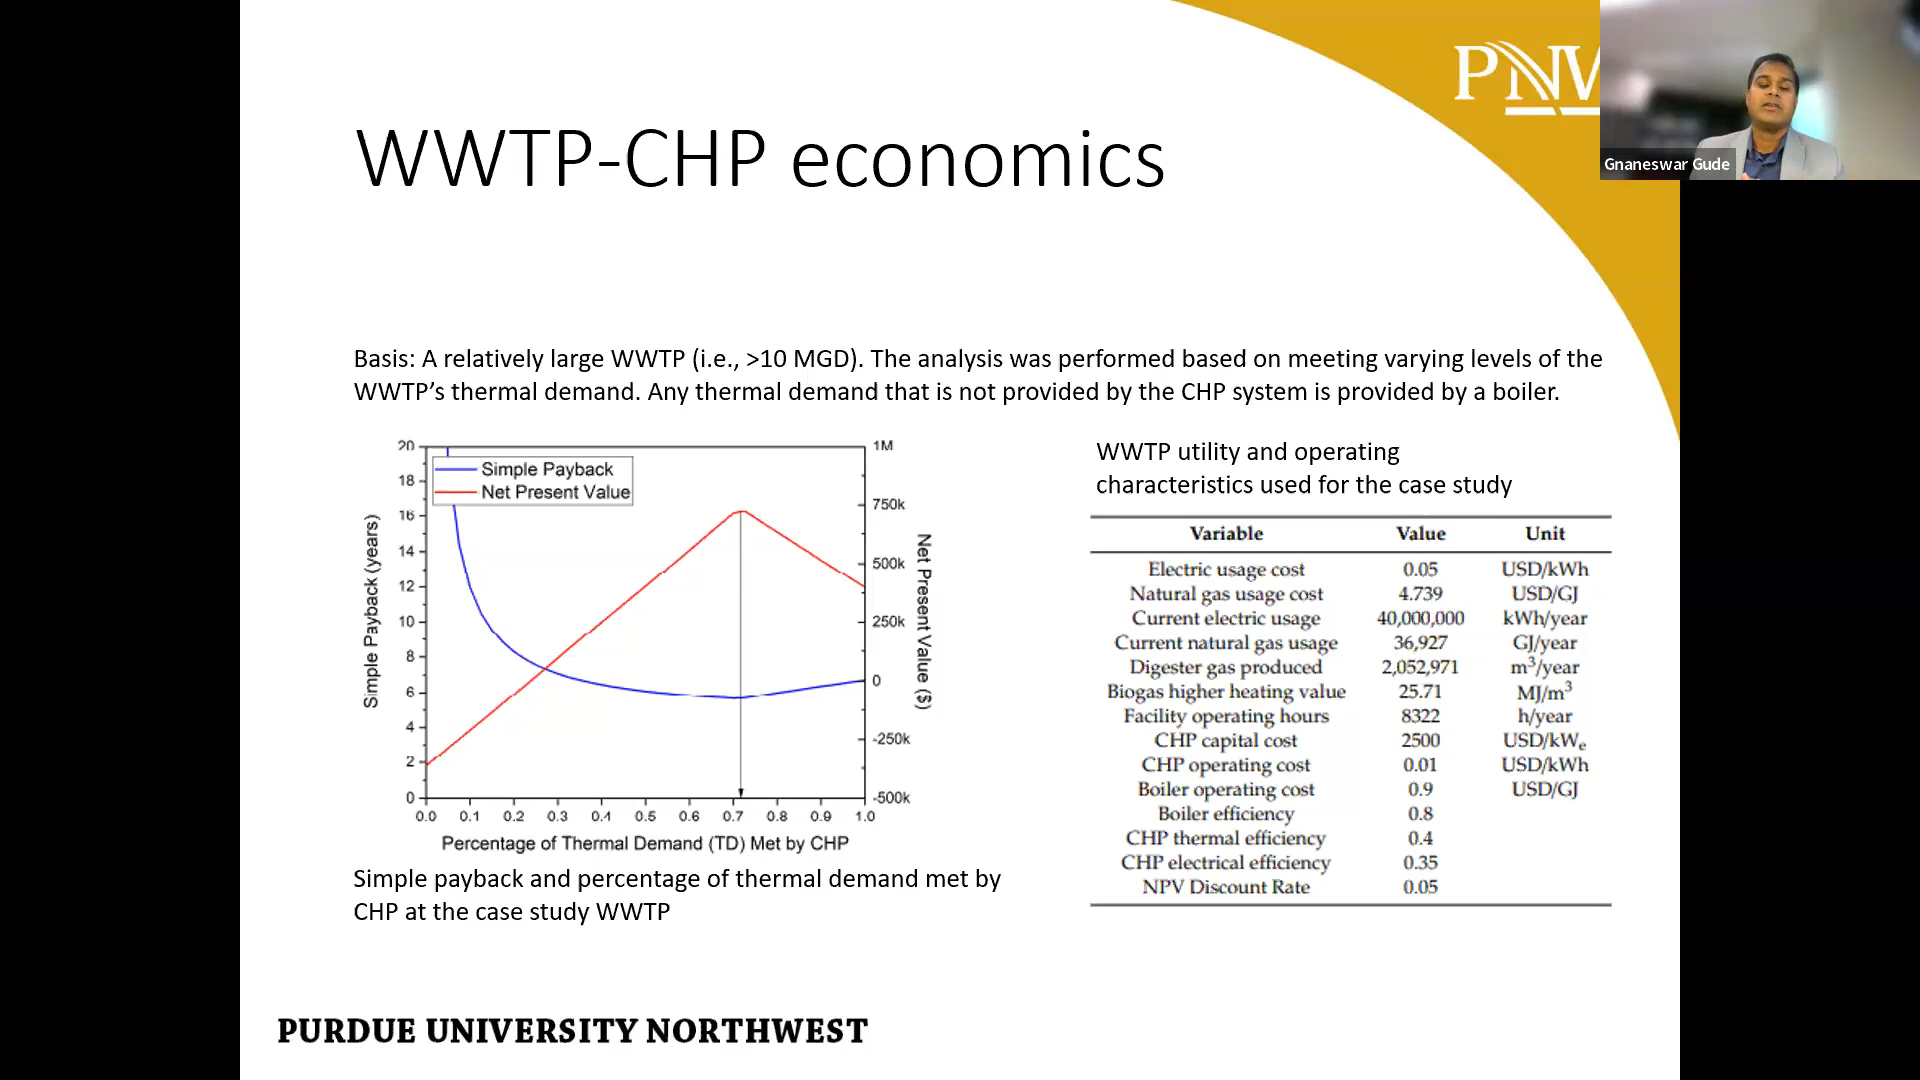 PNW
Gnaneswar Gude
WWTP-CHP economics
Basis: A relatively large WWTP (i.e., >10 MGD). The analysis was performed based on meeting varying levels of the
WWTP’s thermal demand. Any thermal demand that is not provided by the CHP system is provided by a boiler.
20
18
16
14
12
10
8
6
4
2
0
Simple Payback (years)
Simple Payback
Net Present Value
1M
750k
500k
250k
0
-250k
-500k
Net Present Value ($)
0.0 0.1 0.2 0.3 0.4 0.5 0.6 0.7 0.8 0.9 1.0
Percentage of Thermal Demand (TD) Met by CHP
Simple payback and percentage of thermal demand met by
CHP at the case study WWTP
WWTP utility and operating
characteristics used for the case study
Variable Value Unit
Electric usage cost 0.05 USD/kWh
Natural gas usage cost 4.739 USD/GJ
Current electric usage 40,000,000 kWh/year
Current natural gas usage 36,927 GJ/year
Digester gas produced 2,052,971 m³/year
Biogas higher heating value 25.71 MJ/m³
Facility operating hours 8322 h/year
CHP capital cost 2500 USD/kWₑ
CHP operating cost 0.01 USD/kWh
Boiler operating cost 0.9 USD/GJ
Boiler efficiency 0.8
CHP thermal efficiency 0.4
CHP electrical efficiency 0.35
NPV Discount Rate 0.05
PURDUE UNIVERSITY NORTHWEST